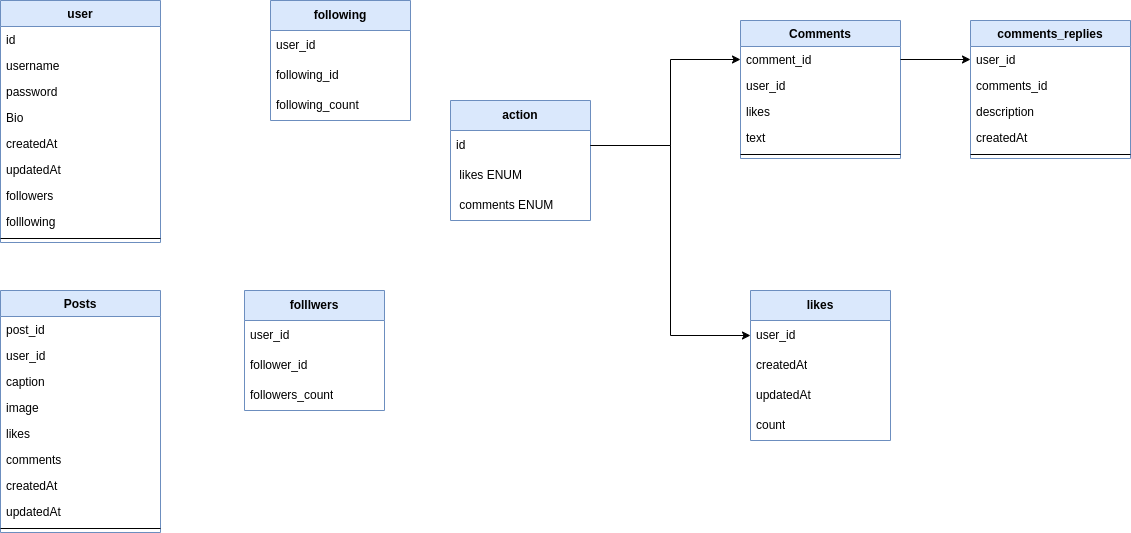 user
id
username
password
Bio
createdAt
updatedAt
followers
folllowing
following
user_id
following_id
following_count
action
id
likes ENUM
comments ENUM
Comments
comment_id
user_id
likes
text
comments_replies
user_id
comments_id
description
createdAt
Posts
post_id
user_id
caption
image
likes
comments
createdAt
updatedAt
folllwers
user_id
follower_id
followers_count
likes
user_id
createdAt
updatedAt
count